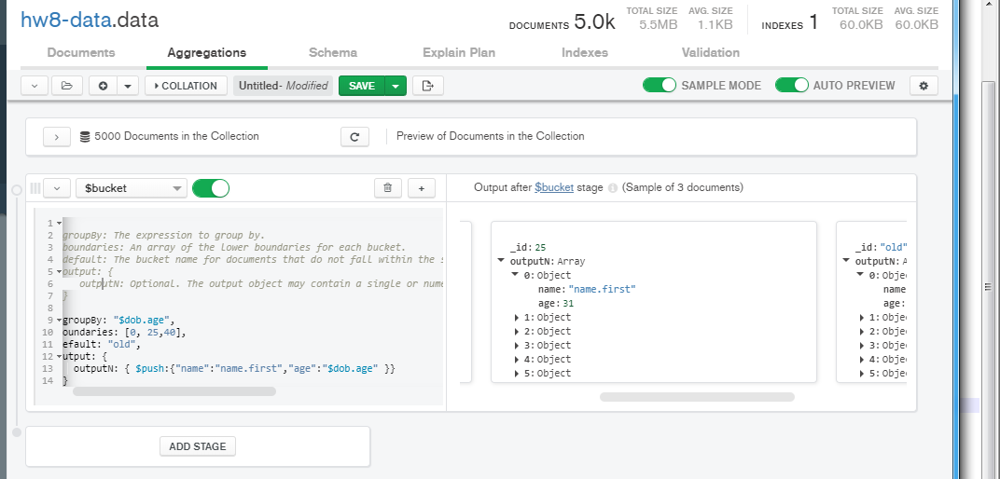 hw8-data.data
DOCUMENTS 5.0k TOTAL SIZE 5.5MB AVG. SIZE 1.1KB INDEXES 1 TOTAL SIZE 60.0KB AVG. SIZE 60.0KB
Documents Aggregations Schema Explain Plan Indexes Validation
COLLATION Untitled- Modified SAVE SAMPLE MODE AUTO PREVIEW
5000 Documents in the Collection Preview of Documents in the Collection
$bucket Output after $bucket stage (Sample of 3 documents)
1
2 groupBy: The expression to group by.
3 boundaries: An array of the lower boundaries for each bucket.
4 default: The bucket name for documents that do not fall within the s
5 output: {
6 outputN: Optional. The output object may contain a single or nume
7 }
8
9 groupBy: "$dob.age",
10 oundaries: [0, 25,40],
11 efault: "old",
12 utput: {
13 outputN: { $push:{"name":"name.first","age":"$dob.age" }}
14 }
_id: 25
outputN: Array
0: Object
name: "name.first"
age: 31
1: Object
2: Object
3: Object
4: Object
5: Object
_id: "old"
outputN: A
0: Obje
name
age:
1: Obje
2: Obje
3: Obje
4: Obje
5: Obje
ADD STAGE